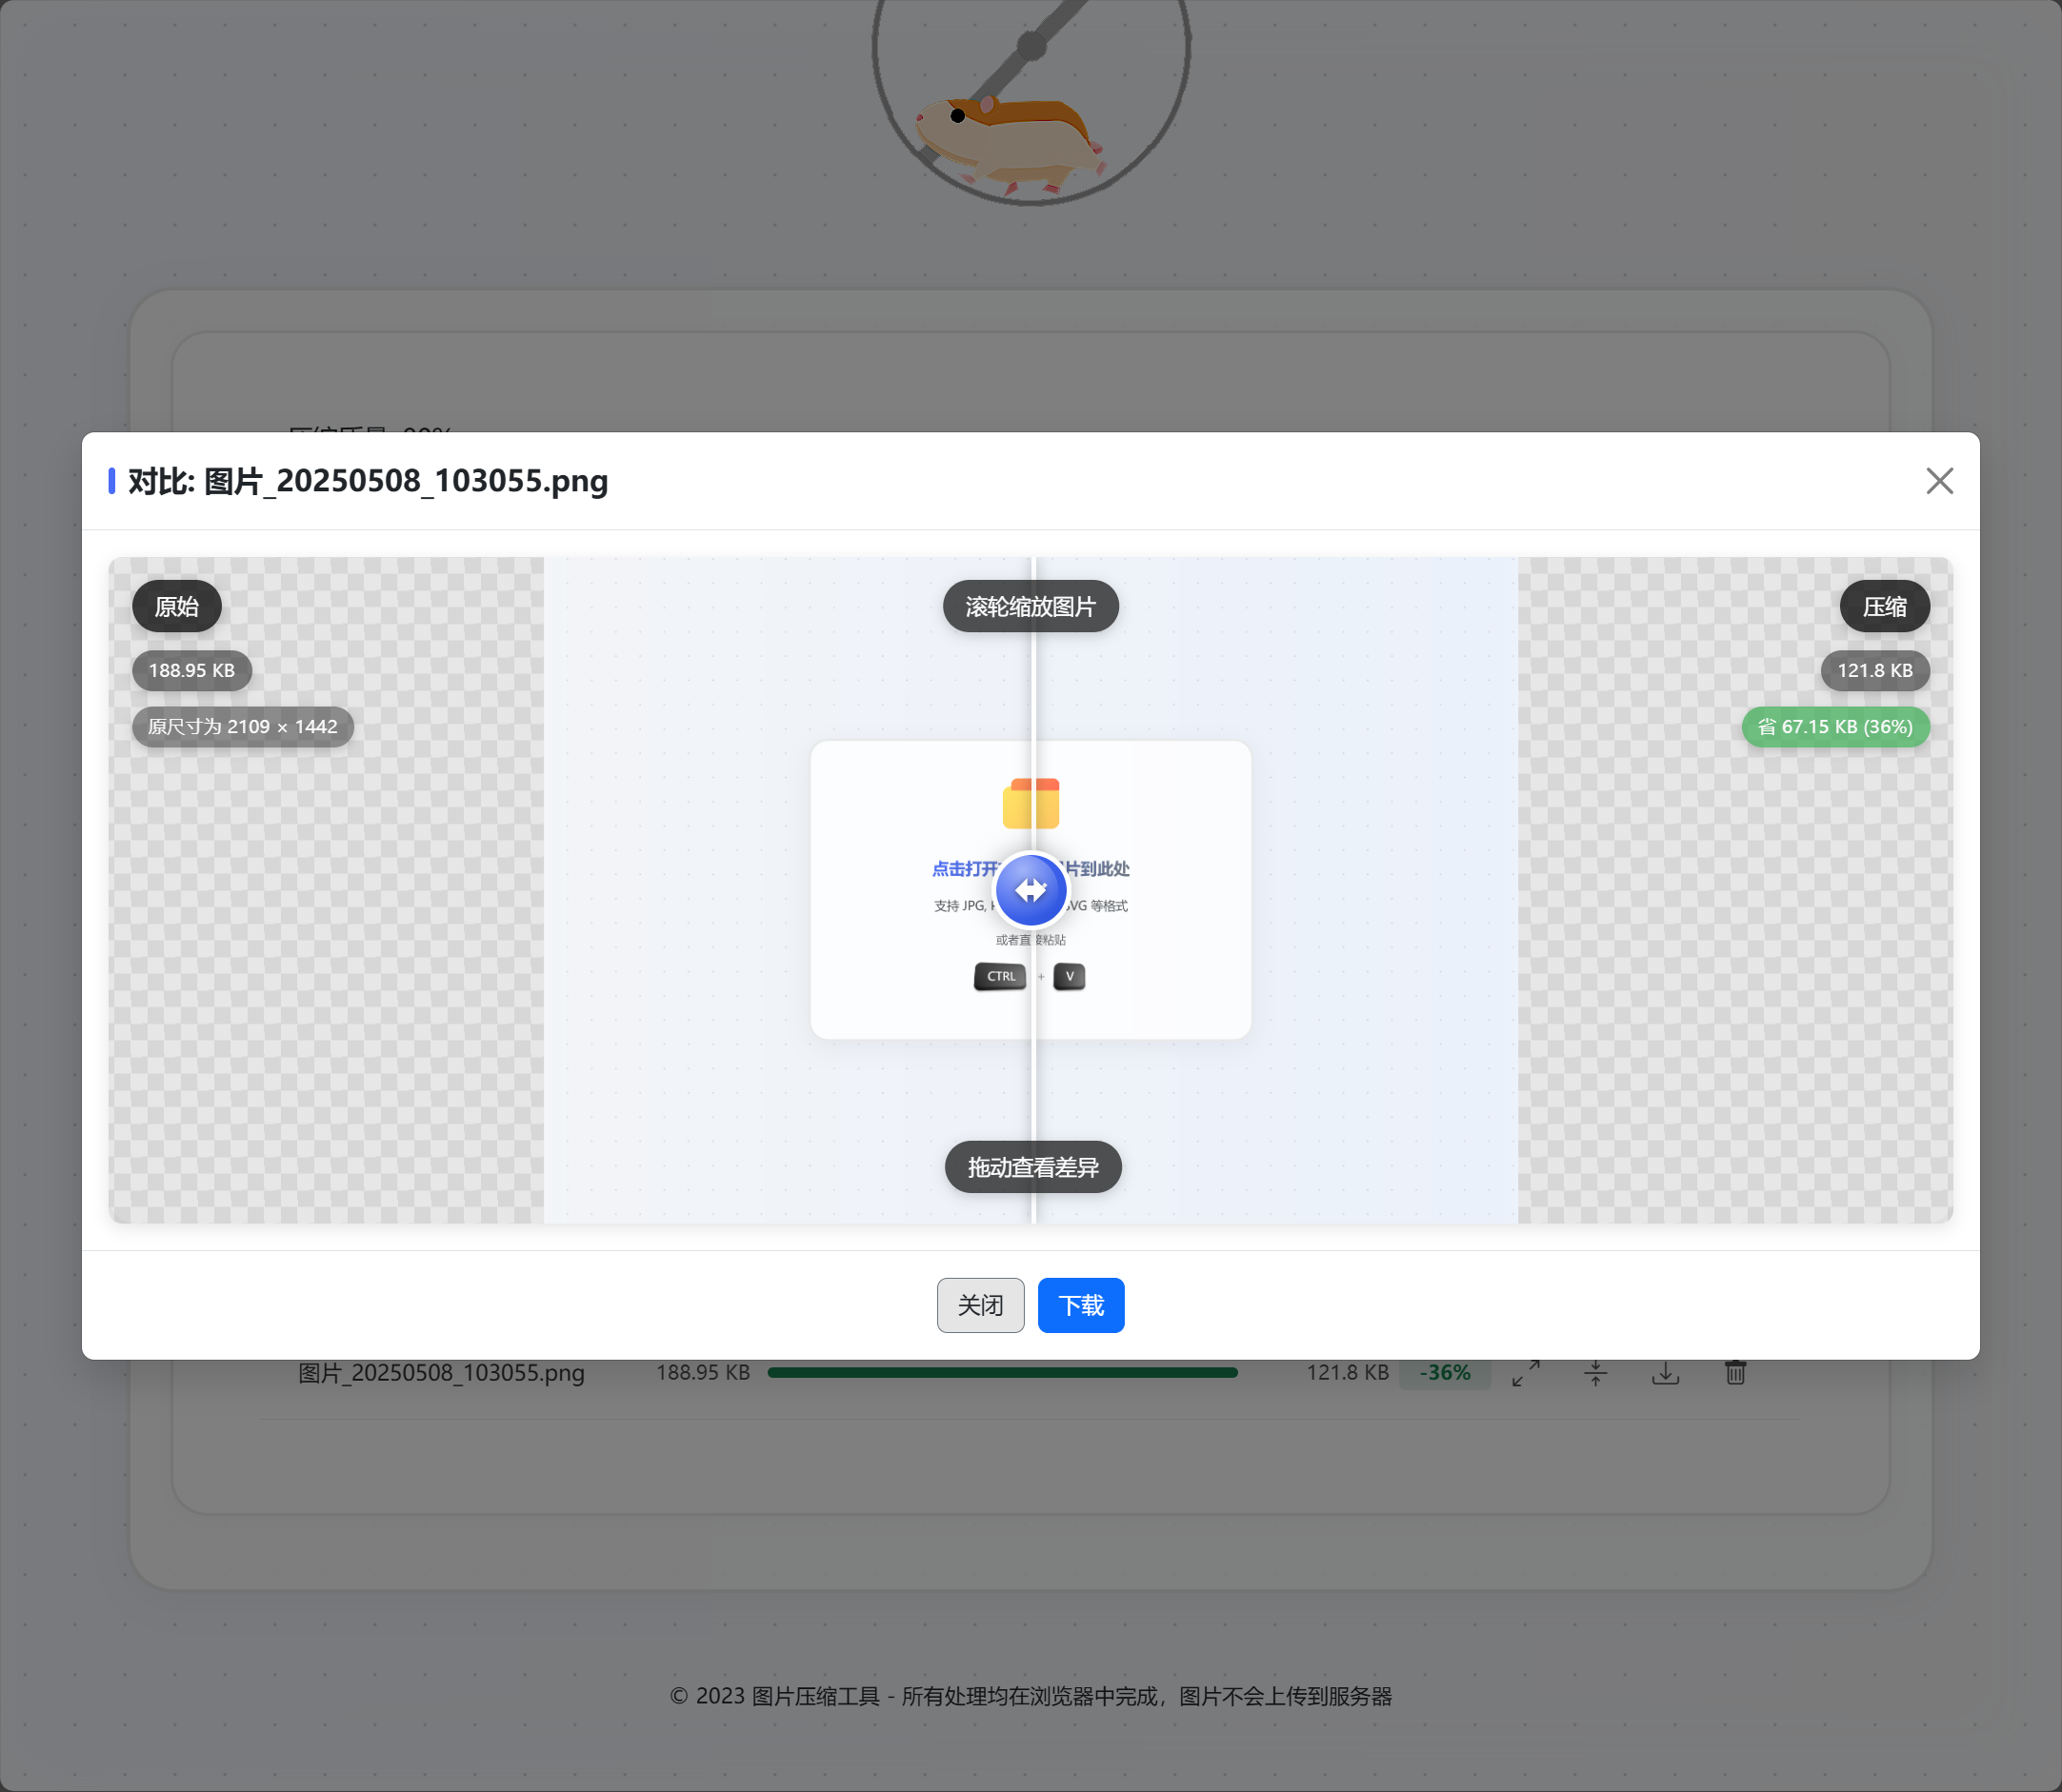 对比: 图片_20250508_103055.png
原始
滚轮缩放图片
压缩
188.95 KB
121.8 KB
原尺寸为 2109 × 1442
省 67.15 KB (36%)
点击打开 片到此处
支持 JPG, SVG 等格式
或者直接粘贴
CTRL + V
拖动查看差异
关闭 下载
图片_20250508_103055.png 188.95 KB 121.8 KB -36%
© 2023 图片压缩工具 - 所有处理均在浏览器中完成，图片不会上传到服务器